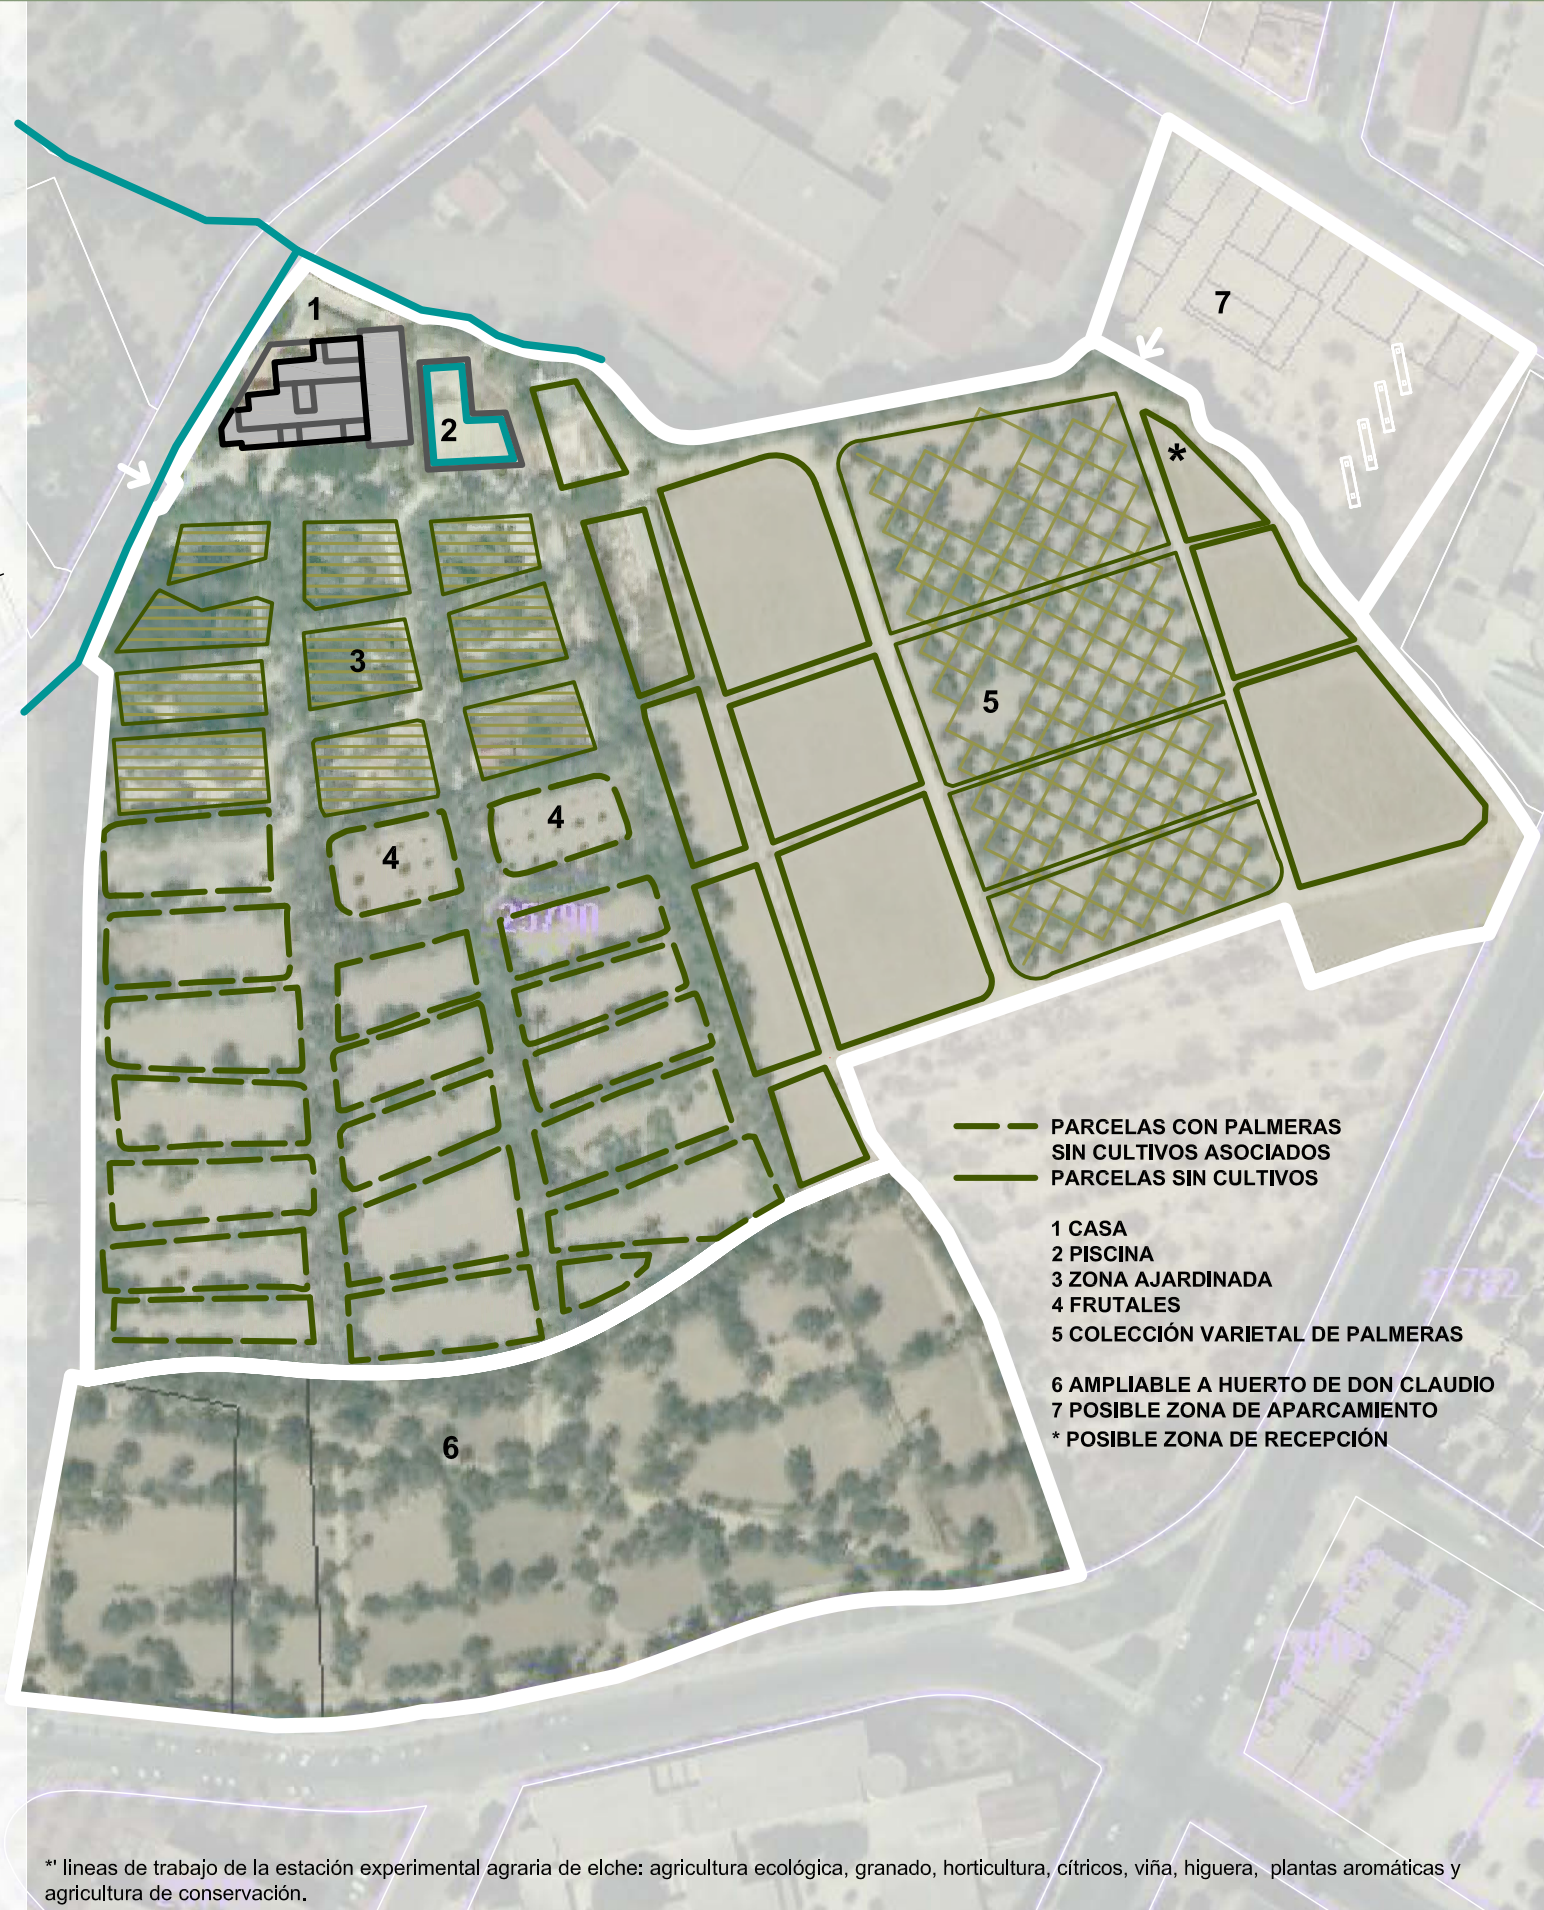 1
7
*
2
3
5
4
4
25790
PARCELAS CON PALMERAS
SIN CULTIVOS ASOCIADOS
PARCELAS SIN CULTIVOS
1 CASA
2 PISCINA
3 ZONA AJARDINADA
4 FRUTALES
5 COLECCIÓN VARIETAL DE PALMERAS
6 AMPLIABLE A HUERTO DE DON CLAUDIO
7 POSIBLE ZONA DE APARCAMIENTO
* POSIBLE ZONA DE RECEPCIÓN
6
*' lineas de trabajo de la estación experimental agraria de elche: agricultura ecológica, granado, horticultura, cítricos, viña, higuera, plantas aromáticas y
agricultura de conservación.